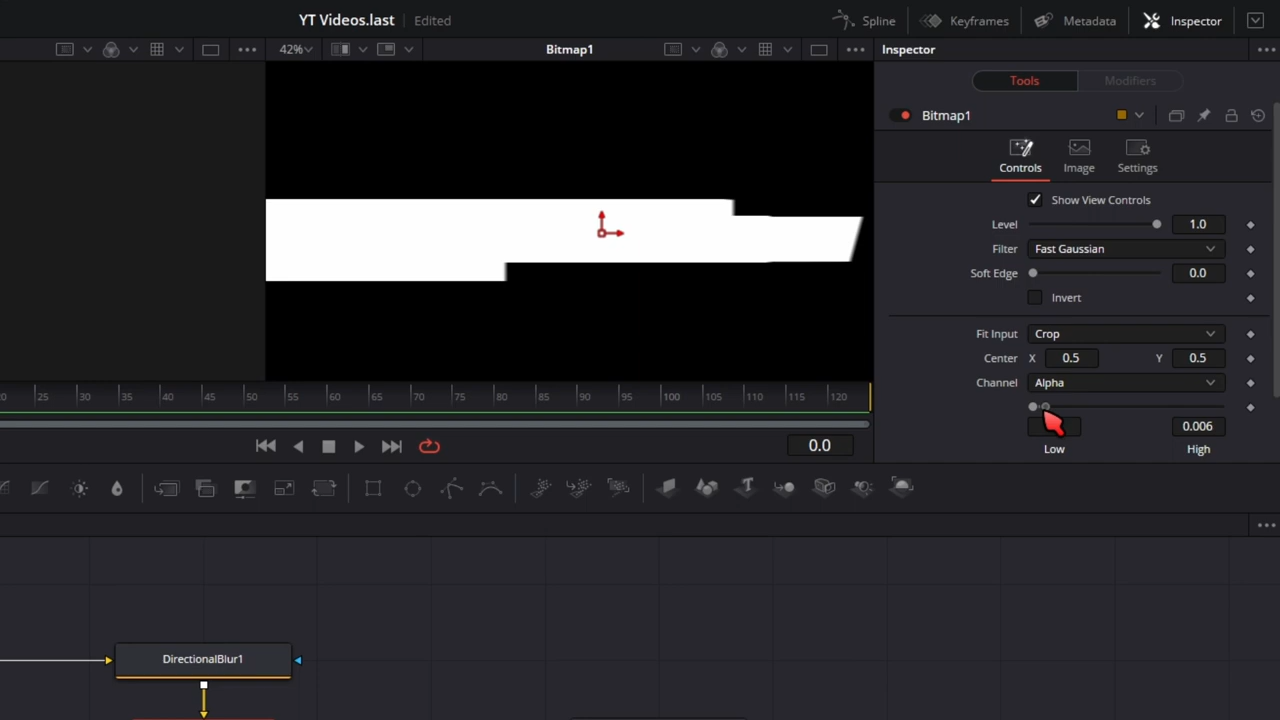 YT Videos.last Edited
Spline Keyframes Metadata Inspector
42% Bitmap1 Inspector
Tools Modifiers
Bitmap1
Controls Image Settings
Show View Controls
Level 1.0
Filter Fast Gaussian
Soft Edge 0.0
Invert
Fit Input Crop
Center X 0.5 Y 0.5
Channel Alpha
25 30 35 40 45 50 55 60 65 70 75 80 85 90 95 100 105 110 115 120
0.006
Low High
0.0
DirectionalBlur1